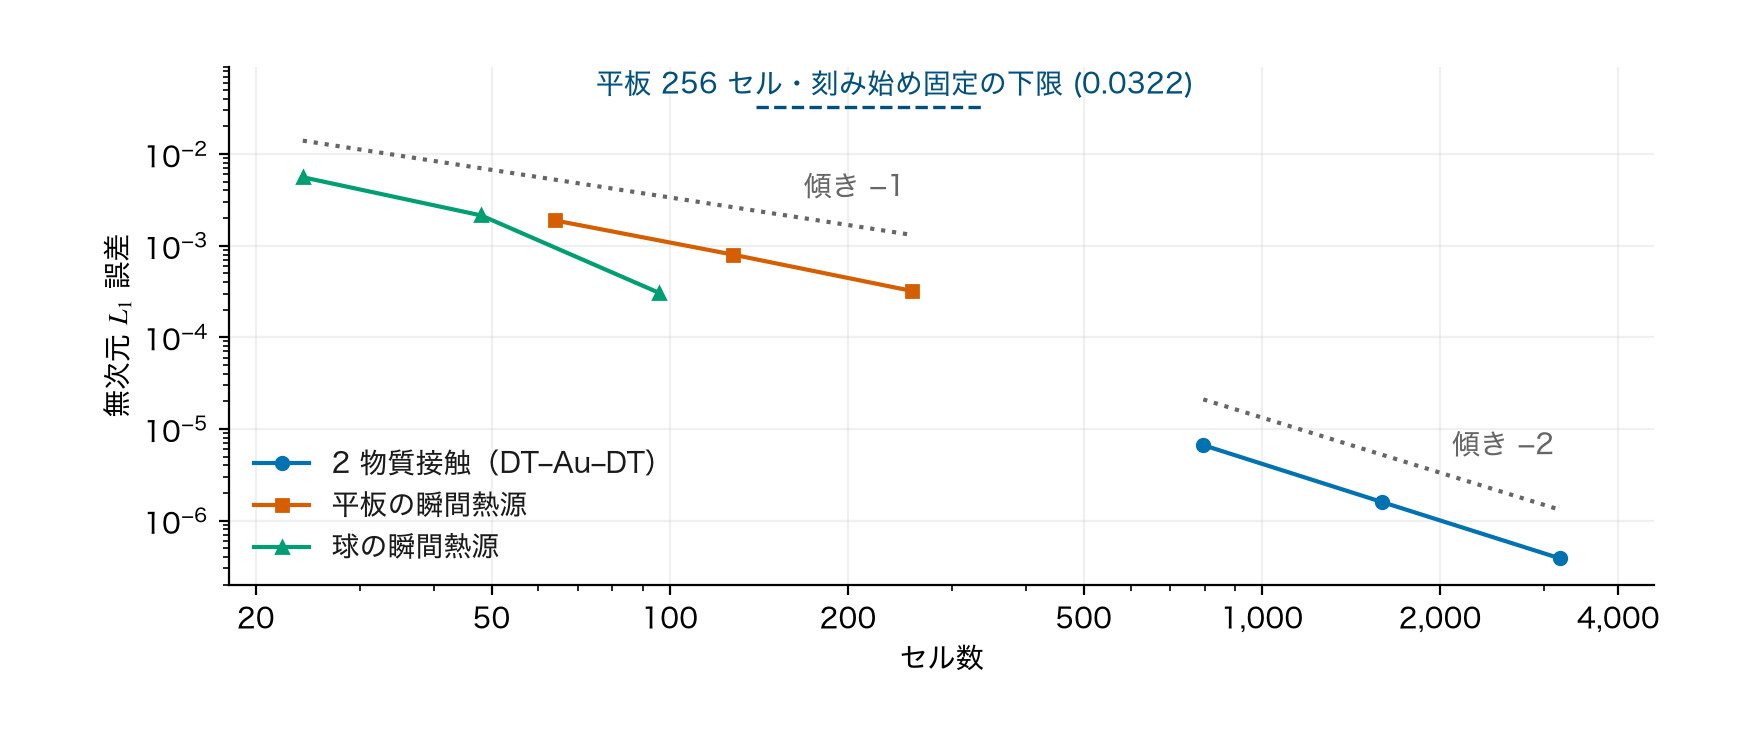 平板 256 セル・刻み始め固定の下限 (0.0322)
傾き −1
傾き −2
無次元 L₁ 誤差
10⁻²
10⁻³
10⁻⁴
10⁻⁵
10⁻⁶
2 物質接触（DT–Au–DT）
平板の瞬間熱源
球の瞬間熱源
20 50 100 200 500 1,000 2,000 4,000
セル数